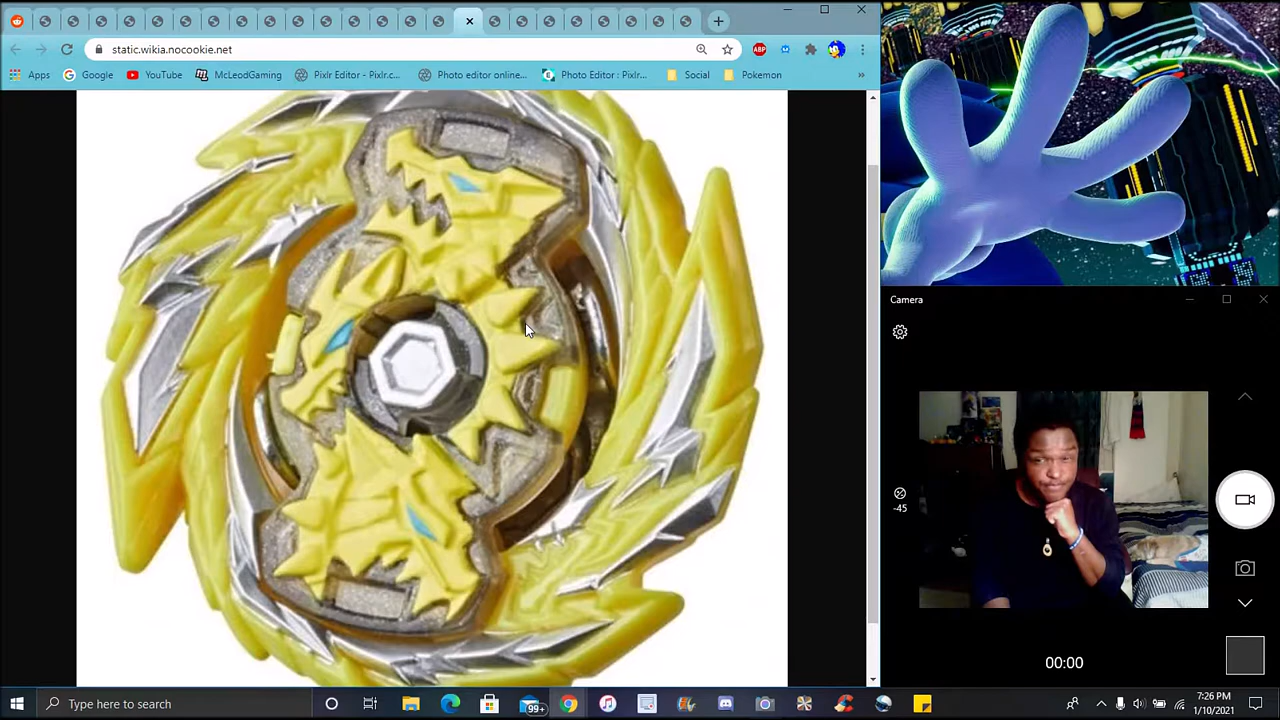 static.wikia.nocookie.net
ABP
Apps
Google
YouTube
McLeodGaming
Pixlr Editor - Pixlr.c...
Photo editor online...
Photo Editor : Pixlr...
Social
Pokemon
»
Camera
-45
00:00
Type here to search
99+
7:26 PM
1/10/2021